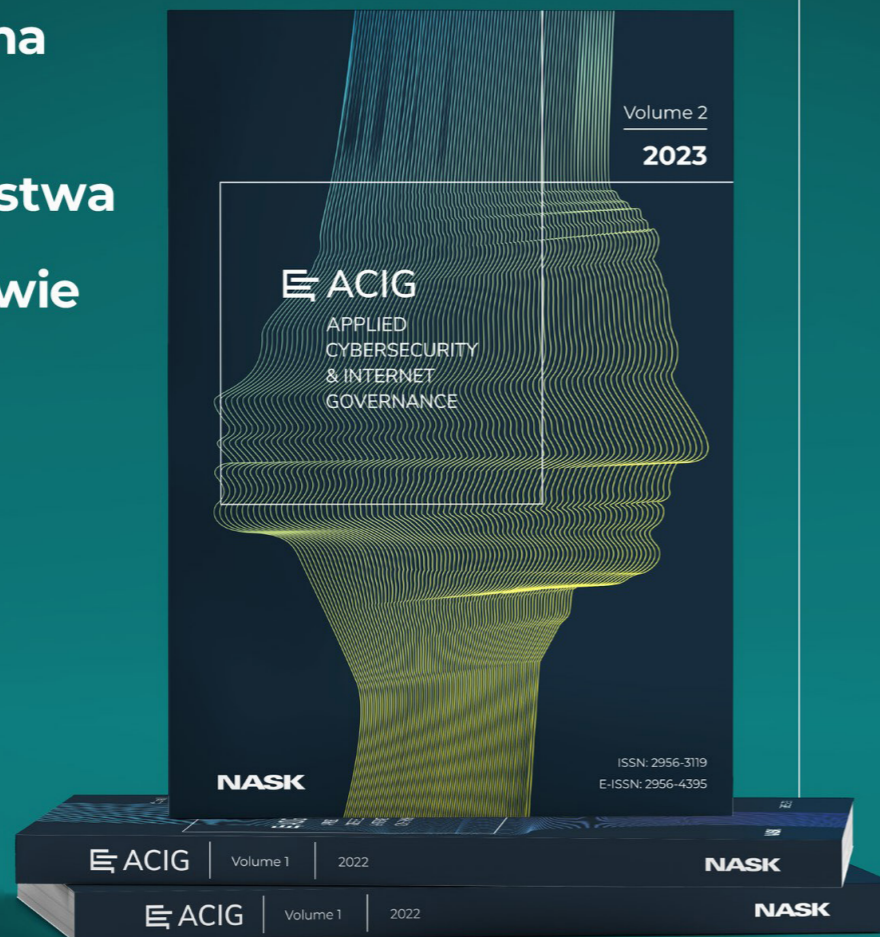 na
stwa
wie
Volume 2
2023
ACIG
APPLIED
CYBERSECURITY
& INTERNET
GOVERNANCE
NASK
ISSN: 2956-3119
E-ISSN: 2956-4395
ACIG Volume 1 2022 NASK
ACIG Volume 1 2022 NASK